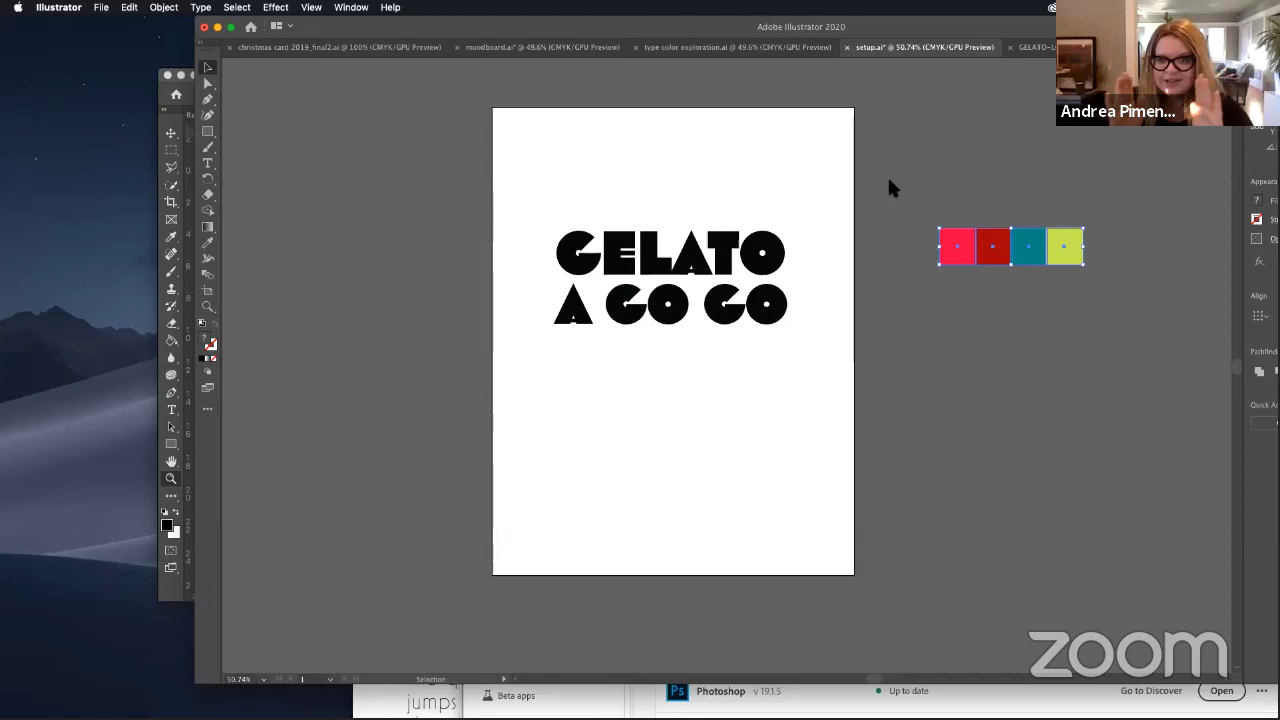 Illustrator File Edit Object Type Select Effect View Window Help
Adobe Illustrator 2020
christmas card 2019_final2.ai @ 100% (CMYK/GPU Preview)
moodboard.ai* @ 49.6% (CMYK/GPU Preview)
type color exploration.ai @ 49.6% (CMYK/GPU Preview)
setup.ai* @ 50.74% (CMYK/GPU Preview)
Andrea Pimen...
Appeara
Align
Pathfind
Quick A
GELATO
A GO GO
zoom
50.74%
1
Selection
jumps
Beta apps
Ps Photoshop v 19.1.5
Up to date
Go to Discover
Open